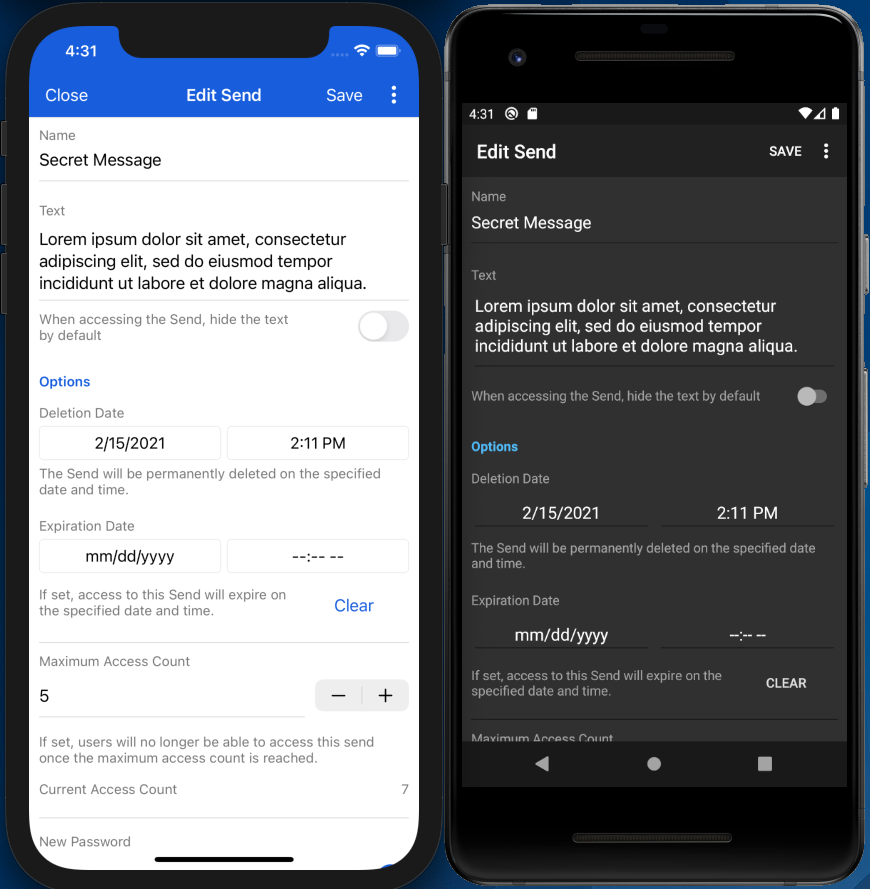 4:31
Close Edit Send Save
Name
Secret Message
Text
Lorem ipsum dolor sit amet, consectetur
adipiscing elit, sed do eiusmod tempor
incididunt ut labore et dolore magna aliqua.
When accessing the Send, hide the text
by default
Options
Deletion Date
2/15/2021 2:11 PM
The Send will be permanently deleted on the specified
date and time.
Expiration Date
mm/dd/yyyy --:-- --
If set, access to this Send will expire on
the specified date and time.
Clear
Maximum Access Count
5
If set, users will no longer be able to access this send
once the maximum access count is reached.
Current Access Count 7
New Password
4:31
Edit Send SAVE
Name
Secret Message
Text
Lorem ipsum dolor sit amet, consectetur
adipiscing elit, sed do eiusmod tempor
incididunt ut labore et dolore magna aliqua.
When accessing the Send, hide the text by default
Options
Deletion Date
2/15/2021 2:11 PM
The Send will be permanently deleted on the specified date
and time.
Expiration Date
mm/dd/yyyy --:-- --
If set, access to this Send will expire on the
specified date and time.
CLEAR
Maximum Access Count